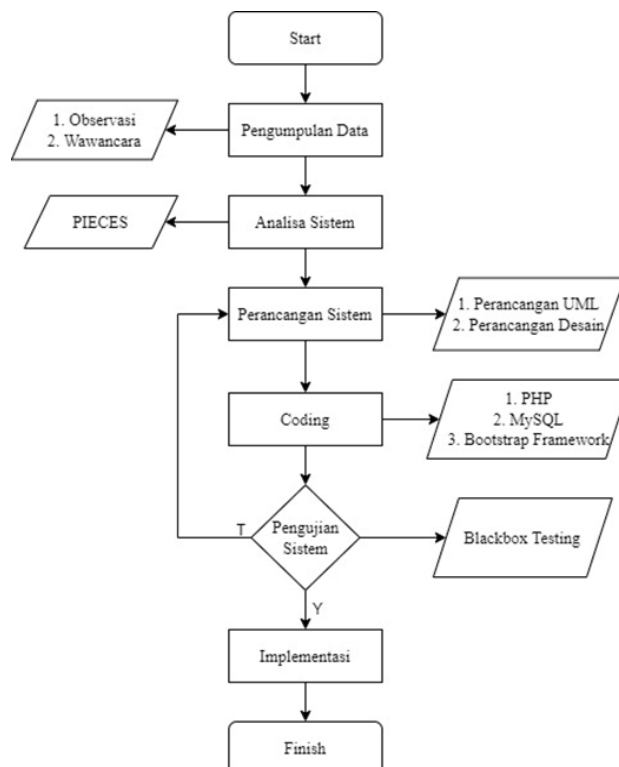 Start
1. Observasi
2. Wawancara
Pengumpulan Data
PIECES
Analisa Sistem
Perancangan Sistem
1. Perancangan UML
2. Perancangan Desain
Coding
1. PHP
2. MySQL
3. Bootstrap Framework
T
Pengujian
Sistem
Blackbox Testing
Y
Implementasi
Finish